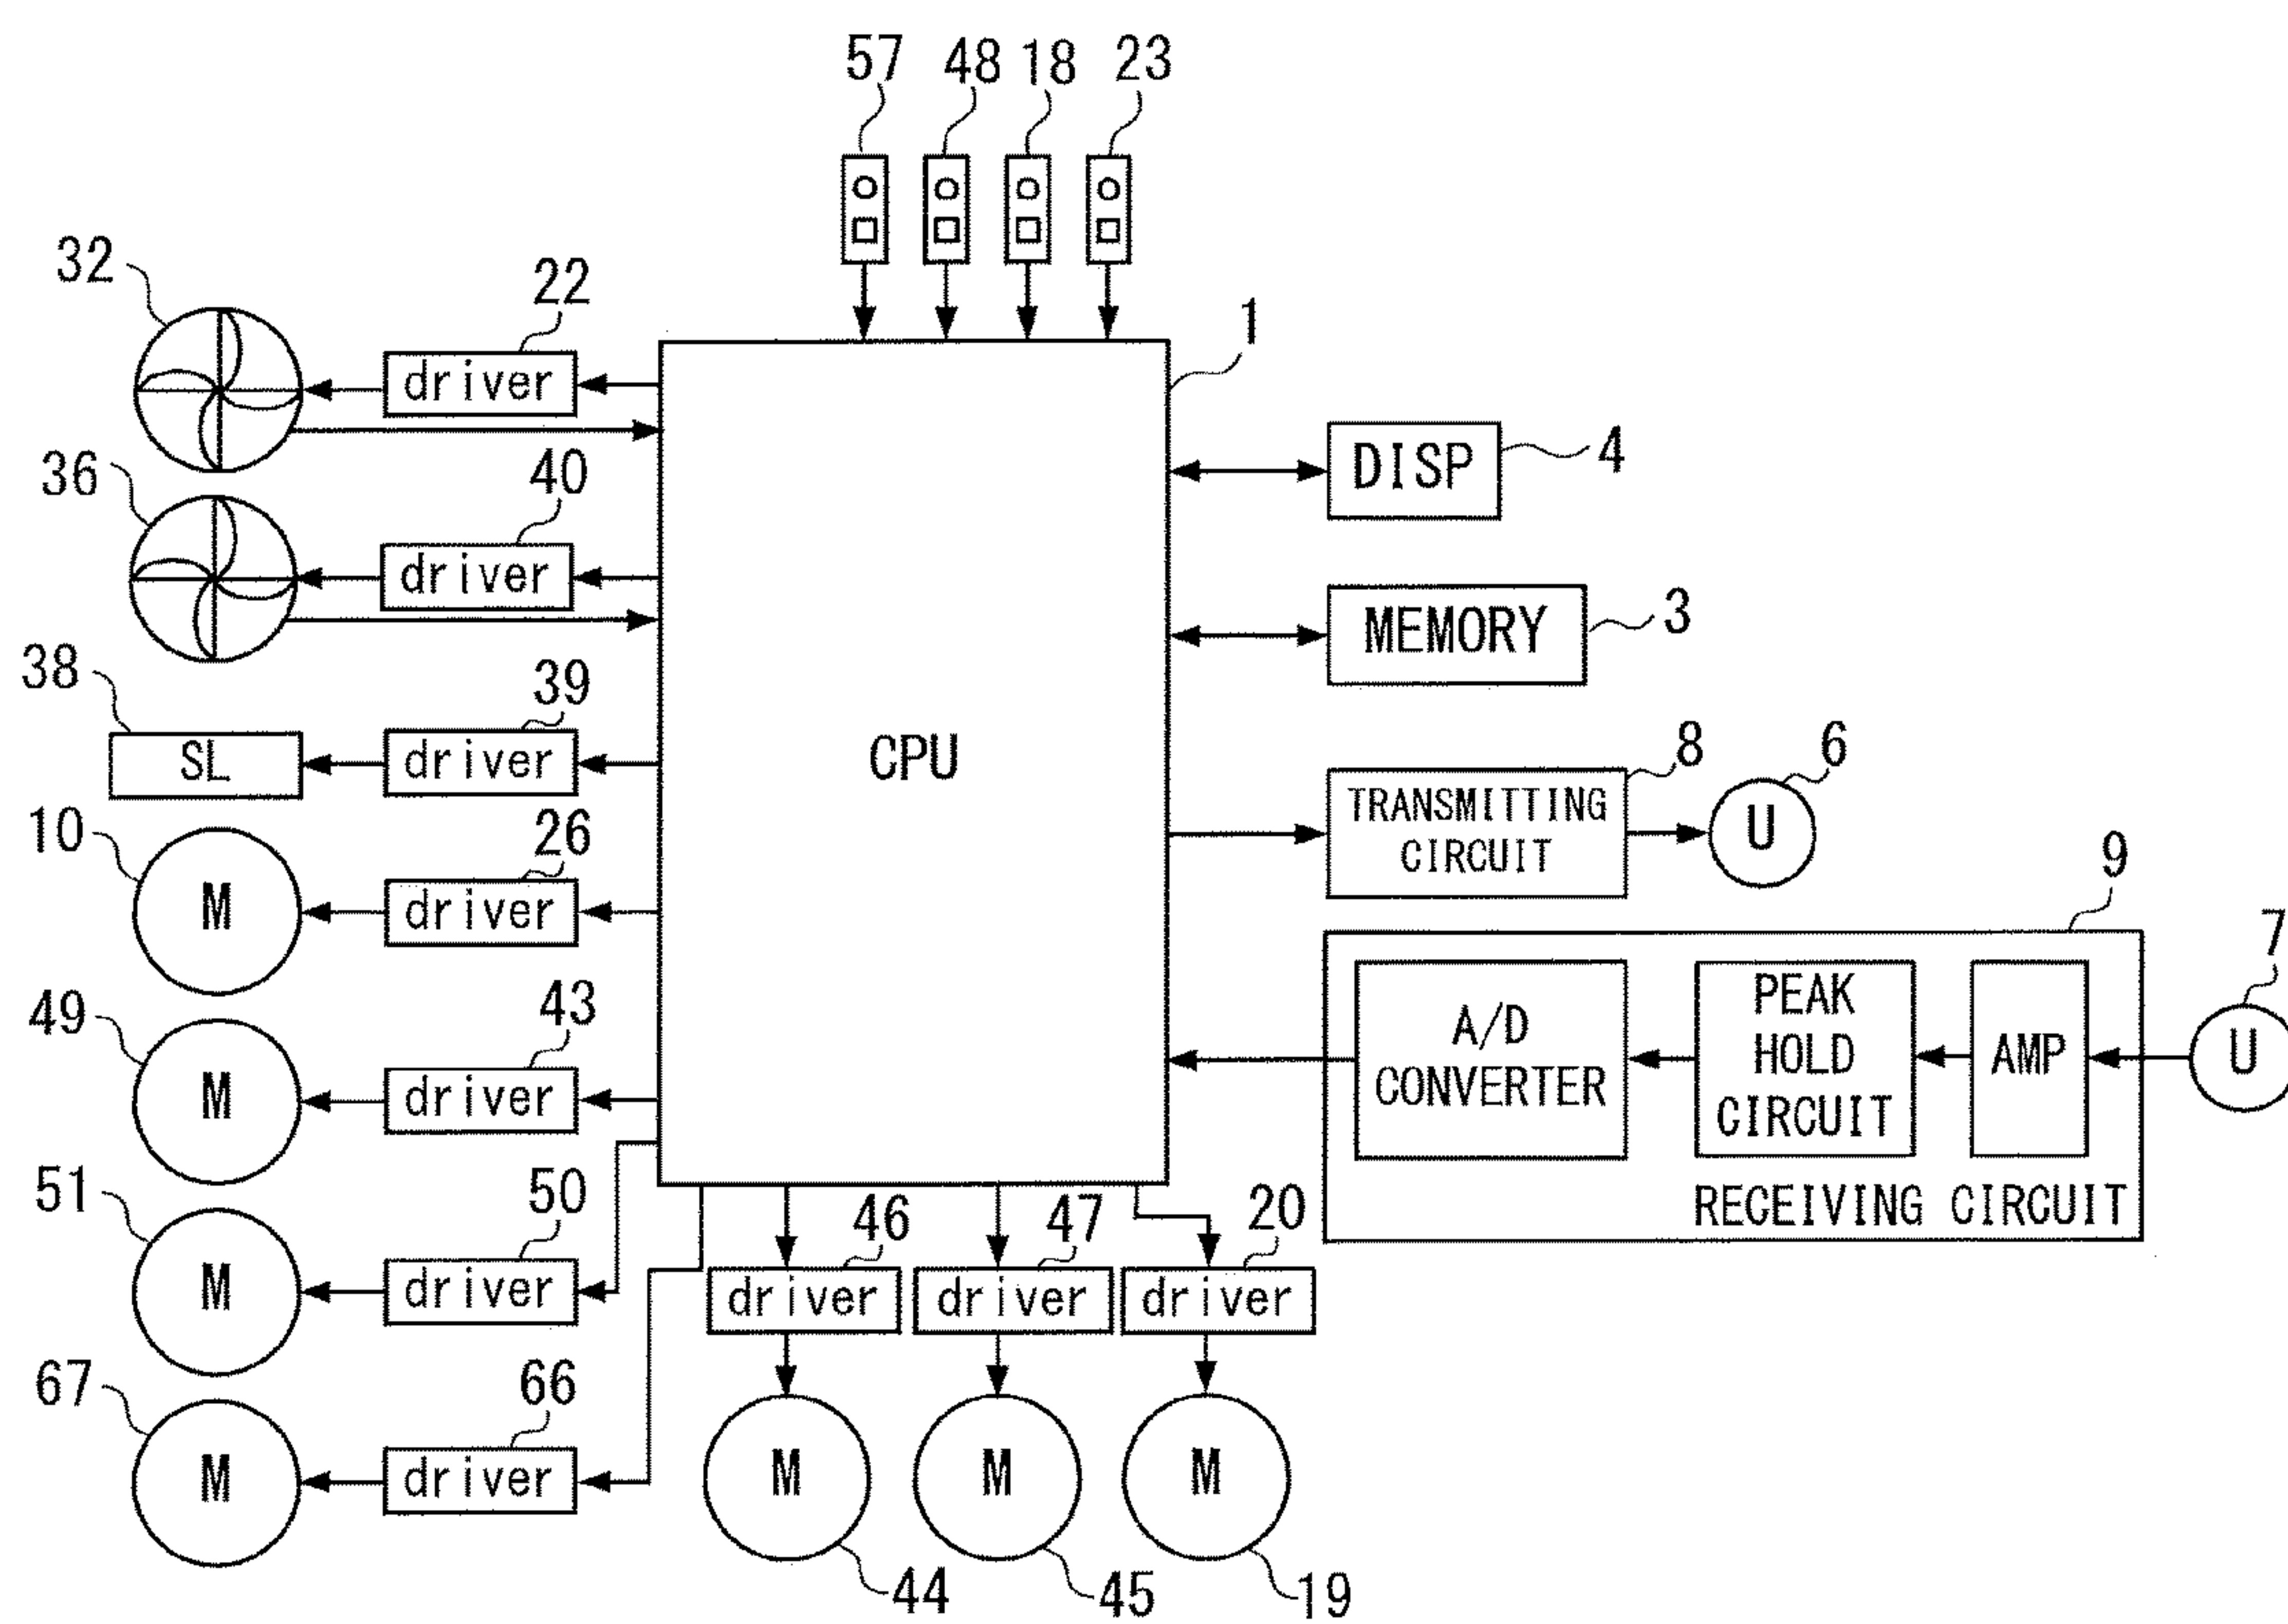 57 48 18 23
32 22
driver
1
36 40
driver
DISP 4
MEMORY 3
38 39
SL driver
CPU
8 6
TRANSMITTING
CIRCUIT
U
10 26
M driver
9
7
PEAK
HOLD
CIRCUIT
A/D
CONVERTER
AMP
U
RECEIVING CIRCUIT
49 43
M driver
51 50
M driver
46 47 20
driver driver driver
67 66
M driver
M M M
44 45 19